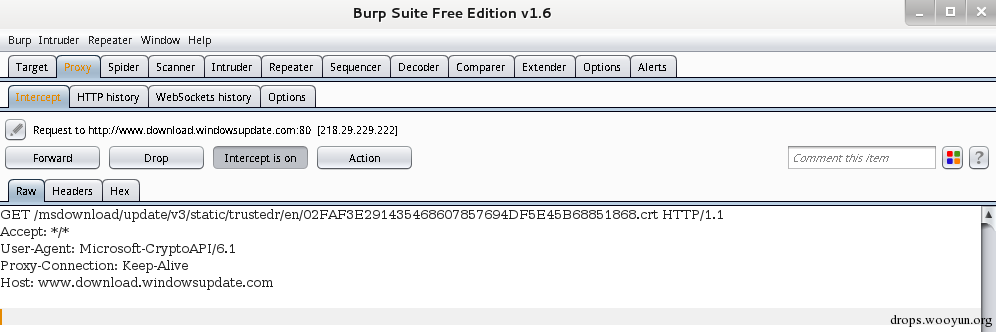 Burp Suite Free Edition v1.6
Burp Intruder Repeater Window Help
Target Proxy Spider Scanner Intruder Repeater Sequencer Decoder Comparer Extender Options Alerts
Intercept HTTP history WebSockets history Options
Request to http://www.download.windowsupdate.com:80 [218.29.229.222]
Forward Drop Intercept is on Action Comment this item ?
Raw Headers Hex
GET /msdownload/update/v3/static/trustedr/en/02FAF3E291435468607857694DF5E45B68851868.crt HTTP/1.1
Accept: */*
User-Agent: Microsoft-CryptoAPI/6.1
Proxy-Connection: Keep-Alive
Host: www.download.windowsupdate.com
drops.wooyun.org